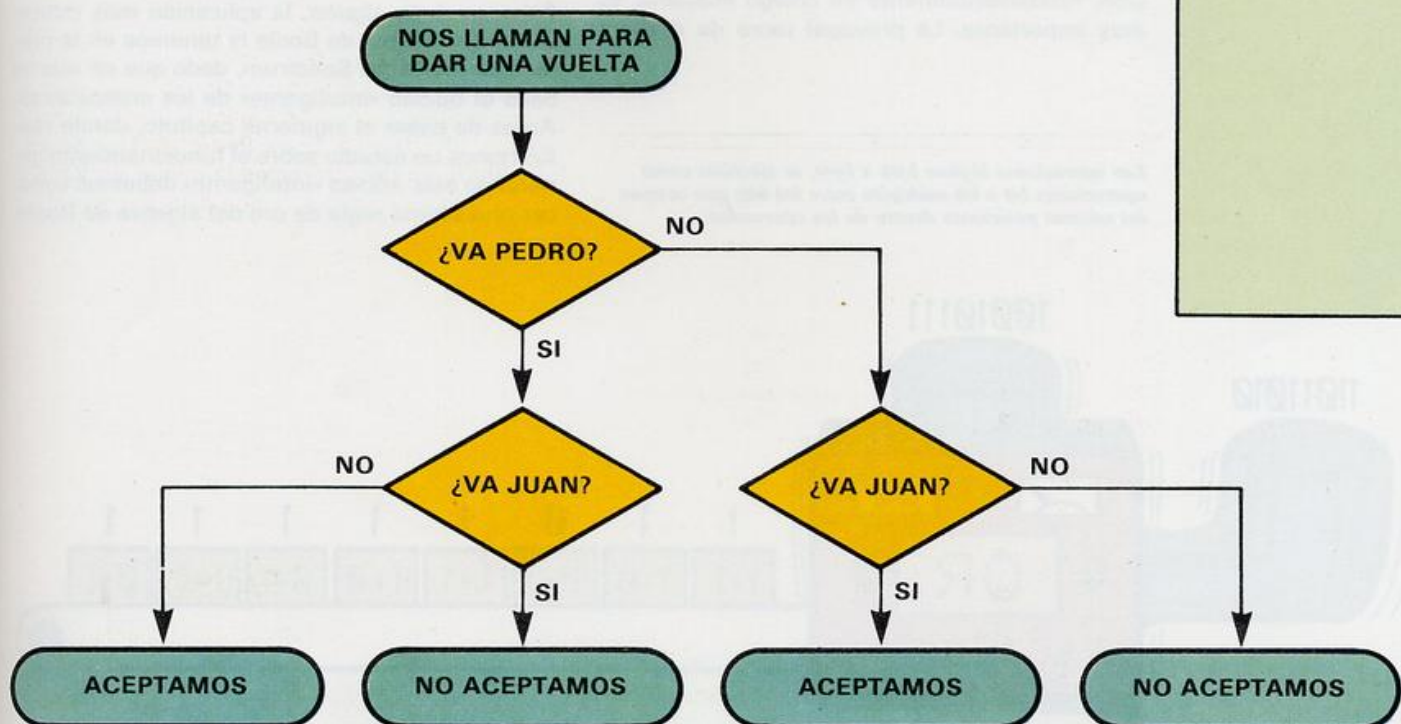 NOS LLAMAN PARA
DAR UNA VUELTA
¿VA PEDRO?
NO
SI
NO
¿VA JUAN?
¿VA JUAN?
NO
SI
SI
ACEPTAMOS
NO ACEPTAMOS
ACEPTAMOS
NO ACEPTAMOS